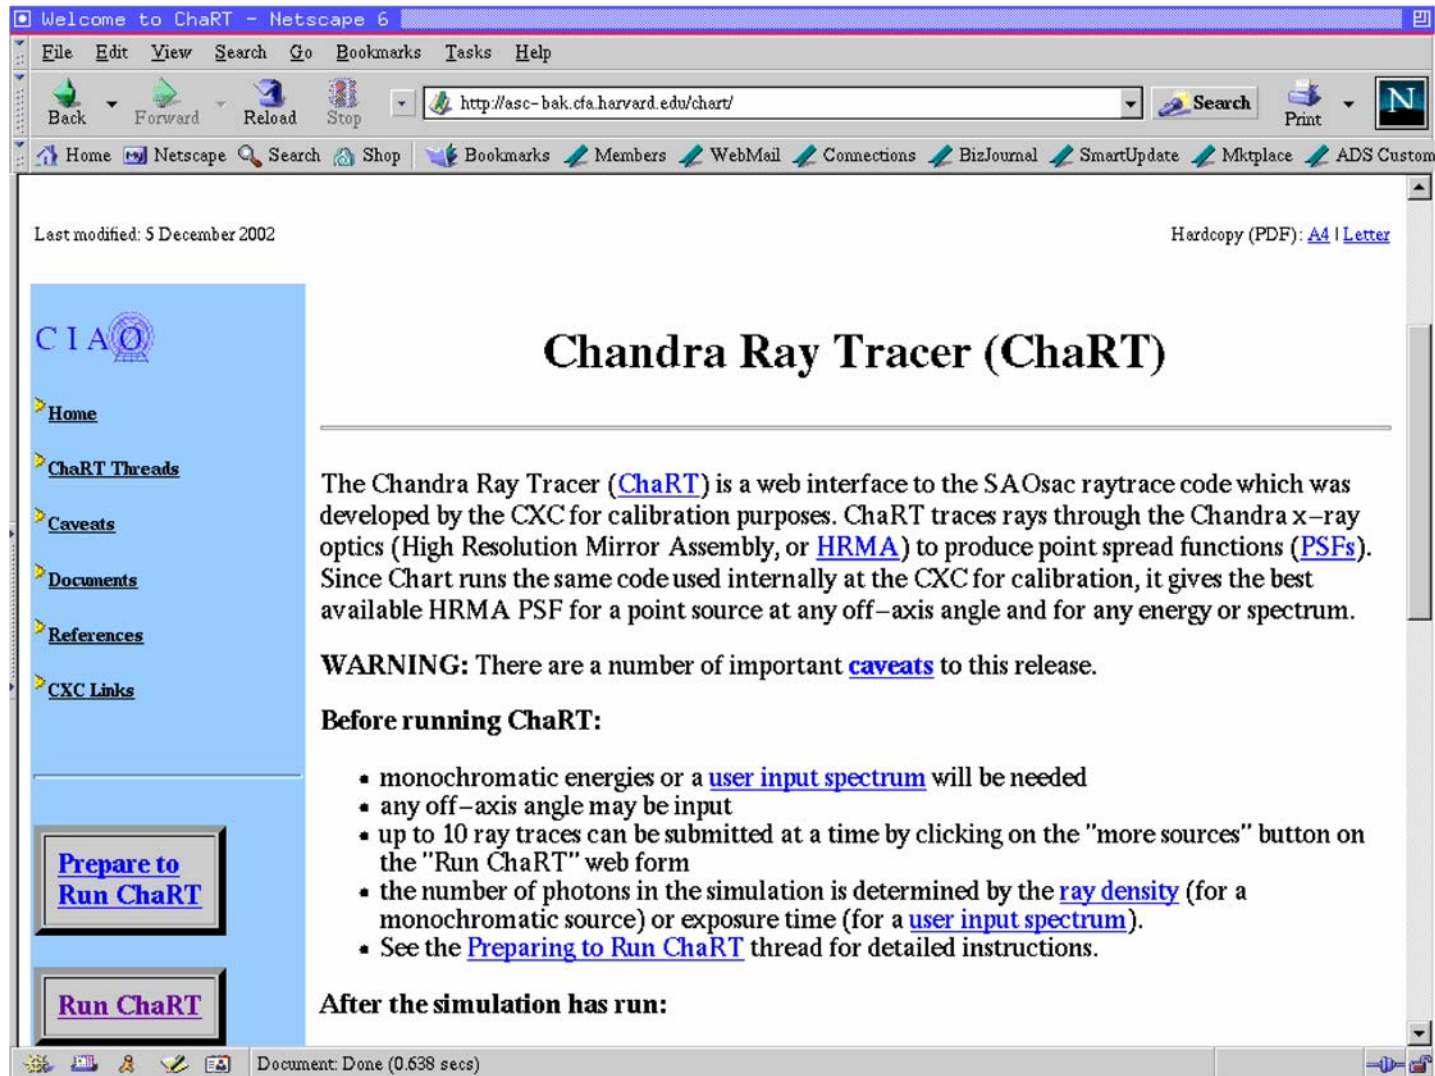 Welcome to ChaRT - Netscape 6
File Edit View Search Go Bookmarks Tasks Help
Back Forward Reload Stop http://asc-bak.cfa.harvard.edu/chart/ Search Print N
Home Netscape Search Shop Bookmarks Members WebMail Connections BizJournal SmartUpdate Mktplace ADS Custom
Last modified: 5 December 2002
Hardcopy (PDF): A4 | Letter
CIAO
Home
ChaRT Threads
Caveats
Documents
References
CXC Links
Prepare to
Run ChaRT
Run ChaRT
Chandra Ray Tracer (ChaRT)
The Chandra Ray Tracer (ChaRT) is a web interface to the SAOsac raytrace code which was
developed by the CXC for calibration purposes. ChaRT traces rays through the Chandra x-ray
optics (High Resolution Mirror Assembly, or HRMA) to produce point spread functions (PSFs).
Since Chart runs the same code used internally at the CXC for calibration, it gives the best
available HRMA PSF for a point source at any off-axis angle and for any energy or spectrum.
WARNING: There are a number of important caveats to this release.
Before running ChaRT:
• monochromatic energies or a user input spectrum will be needed
• any off-axis angle may be input
• up to 10 ray traces can be submitted at a time by clicking on the "more sources" button on
the "Run ChaRT" web form
• the number of photons in the simulation is determined by the ray density (for a
monochromatic source) or exposure time (for a user input spectrum).
• See the Preparing to Run ChaRT thread for detailed instructions.
After the simulation has run:
Document: Done (0.638 secs)